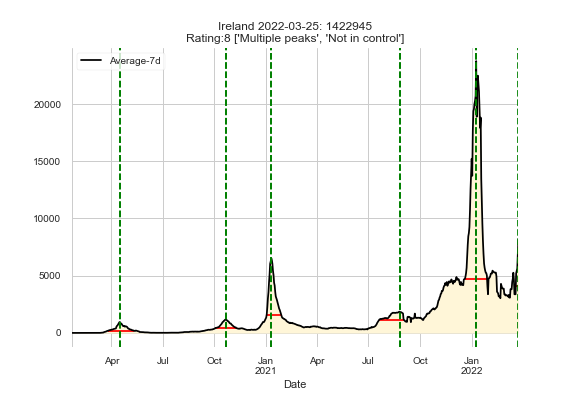 Ireland 2022-03-25: 1422945
Rating:8 ['Multiple peaks', 'Not in control']
Average-7d
20000
15000
10000
5000
0
Apr Jul Oct Jan Apr Jul Oct Jan
2021 2022
Date